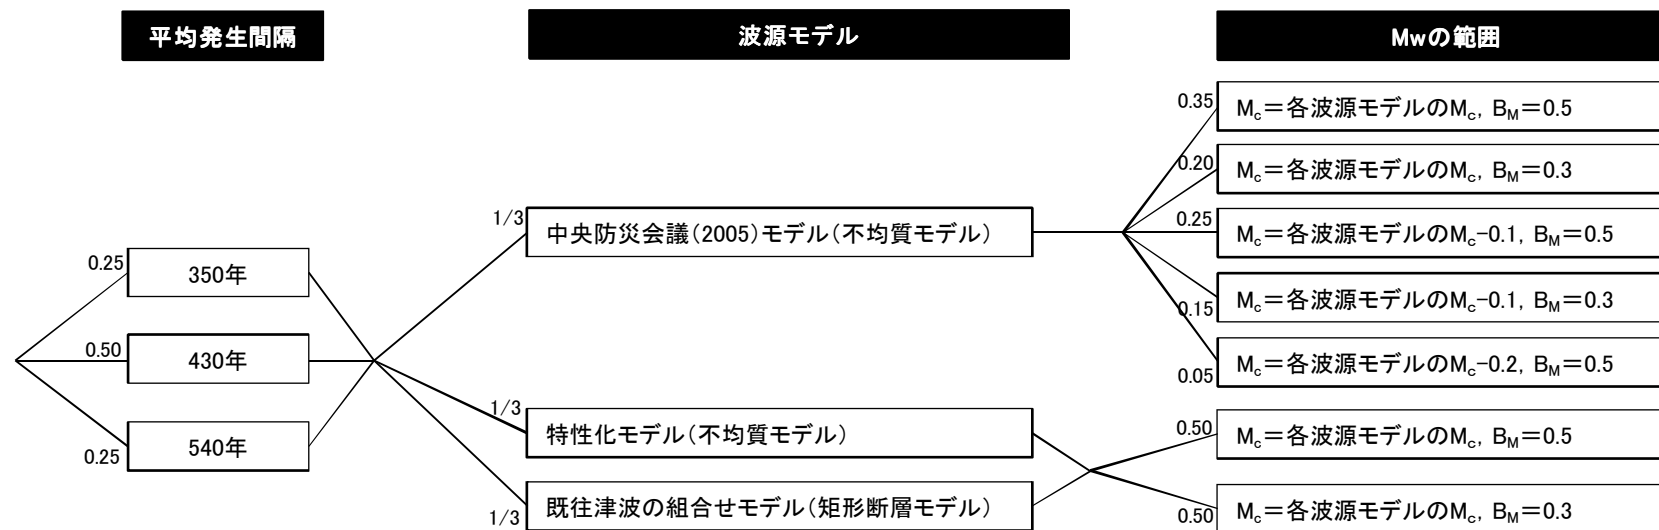 平均発生間隔
波源モデル
Mwの範囲
0.25
350年
0.50
430年
0.25
540年
1/3
中央防災会議(2005)モデル(不均質モデル)
1/3
特性化モデル(不均質モデル)
1/3
既往津波の組合せモデル(矩形断層モデル)
0.35
Mc=各波源モデルのMc, BM=0.5
0.20
Mc=各波源モデルのMc, BM=0.3
0.25
Mc=各波源モデルのMc-0.1, BM=0.5
0.15
Mc=各波源モデルのMc-0.1, BM=0.3
0.05
Mc=各波源モデルのMc-0.2, BM=0.5
0.50
Mc=各波源モデルのMc, BM=0.5
0.50
Mc=各波源モデルのMc, BM=0.3